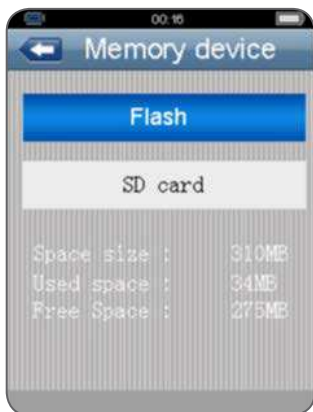 00:16
Memory device
Flash
SD card
Space size : 310MB
Used space : 34MB
Free Space : 275MB